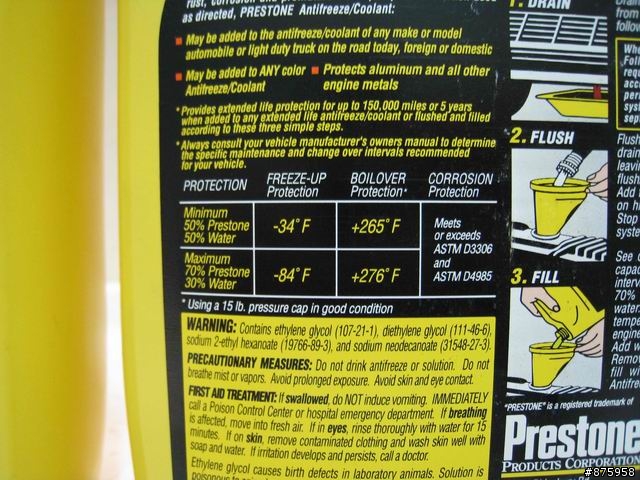 rust, corrosion and
as directed, PRESTONE Antifreeze/Coolant:
May be added to the antifreeze/coolant of any make or model
automobile or light duty truck on the road today, foreign or domestic
May be added to ANY color
Antifreeze/Coolant
Protects aluminum and all other
engine metals
*Provides extended life protection for up to 150,000 miles or 5 years
when added to any extended life antifreeze/coolant or flushed and filled
according to these three simple steps.
*Always consult your vehicle manufacturer's owners manual to determine
the specific maintenance and change over intervals recommended
for your vehicle.
PROTECTION
FREEZE-UP
Protection
BOILOVER
Protection*
CORROSION
Protection
Minimum
50% Prestone
50% Water
-34° F
+265° F
Meets
or exceeds
ASTM D3306
and
ASTM D4985
Maximum
70% Prestone
30% Water
-84° F
+276° F
* Using a 15 lb. pressure cap in good condition
WARNING: Contains ethylene glycol (107-21-1), diethylene glycol (111-46-6),
sodium 2-ethyl hexanoate (19766-89-3), and sodium neodecanoate (31548-27-3).
PRECAUTIONARY MEASURES: Do not drink antifreeze or solution. Do not
breathe mist or vapors. Avoid prolonged exposure. Avoid skin and eye contact.
FIRST AID TREATMENT: If swallowed, do NOT induce vomiting. IMMEDIATELY
call a Poison Control Center or hospital emergency department. If breathing
is affected, move into fresh air. If in eyes, rinse thoroughly with water for 15
minutes. If on skin, remove contaminated clothing and wash skin well with
soap and water. If irritation develops and persists, call a doctor.
Ethylene glycol causes birth defects in laboratory animals. Solution is
1. DRAIN
2. FLUSH
3. FILL
Flush
drain
flush
Add
on
Stop
See
70%
water
Add
fill
"PRESTONE" is a registered trademark of
Prestone
PRODUCTS CORPORATION
#875958